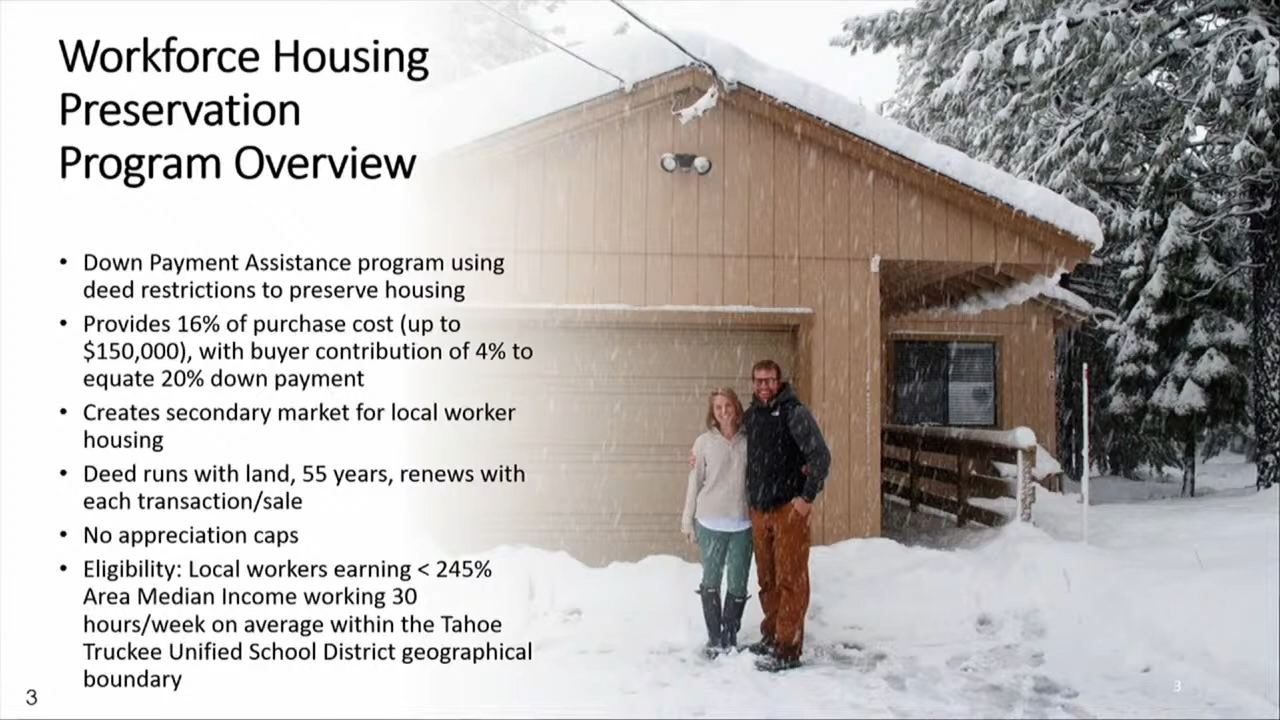 Workforce Housing
Preservation
Program Overview
• Down Payment Assistance program using
deed restrictions to preserve housing
• Provides 16% of purchase cost (up to
$150,000), with buyer contribution of 4% to
equate 20% down payment
• Creates secondary market for local worker
housing
• Deed runs with land, 55 years, renews with
each transaction/sale
• No appreciation caps
• Eligibility: Local workers earning < 245%
Area Median Income working 30
hours/week on average within the Tahoe
Truckee Unified School District geographical
boundary
3
3